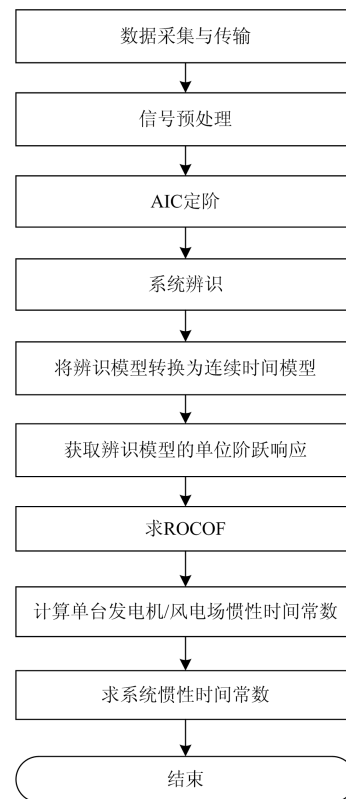 数据采集与传输
信号预处理
AIC定阶
系统辨识
将辨识模型转换为连续时间模型
获取辨识模型的单位阶跃响应
求ROCOF
计算单台发电机/风电场惯性时间常数
求系统惯性时间常数
结束